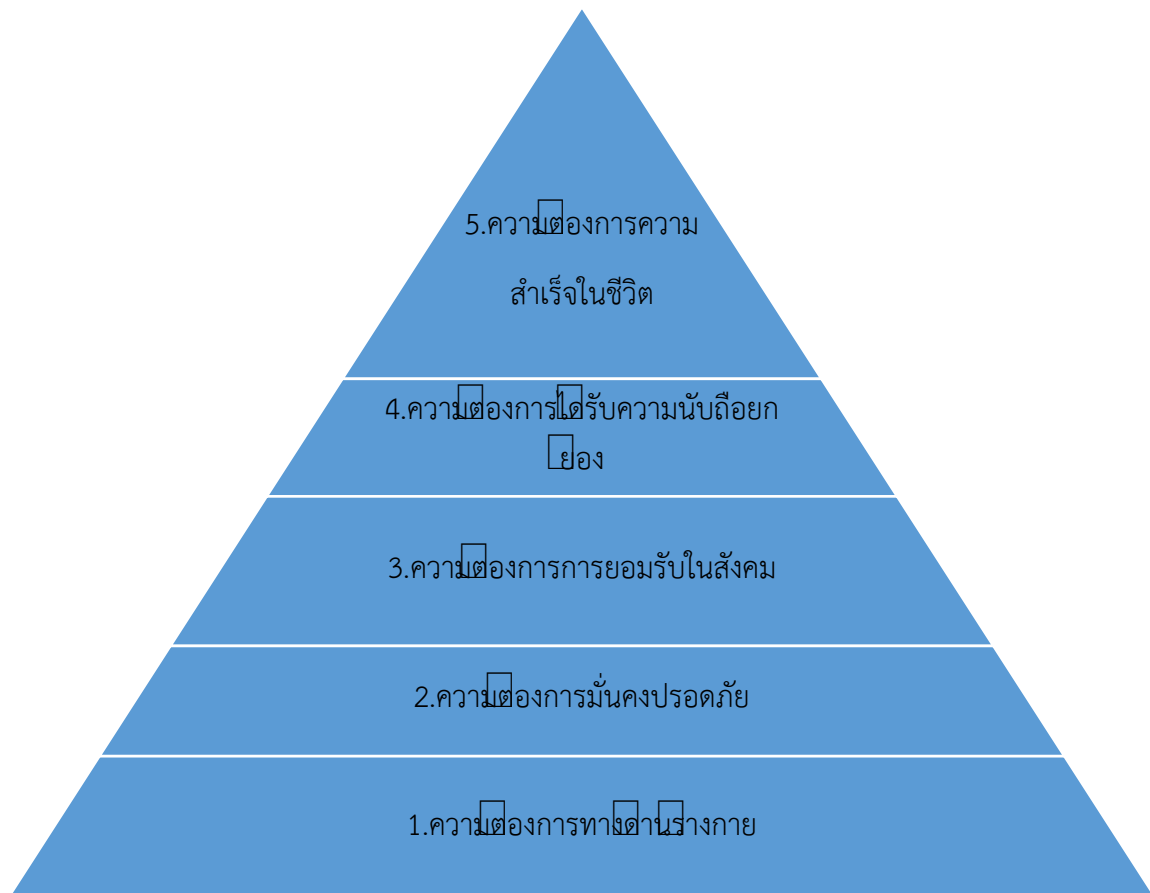 5.ความตองการความ
สำเร็จในชีวิต
4.ความตองการไดรับความนับถือยก
ยอง
3.ความตองการการยอมรับในสังคม
2.ความตองการมั่นคงปรอดภัย
1.ความตองการทางดานรางกาย